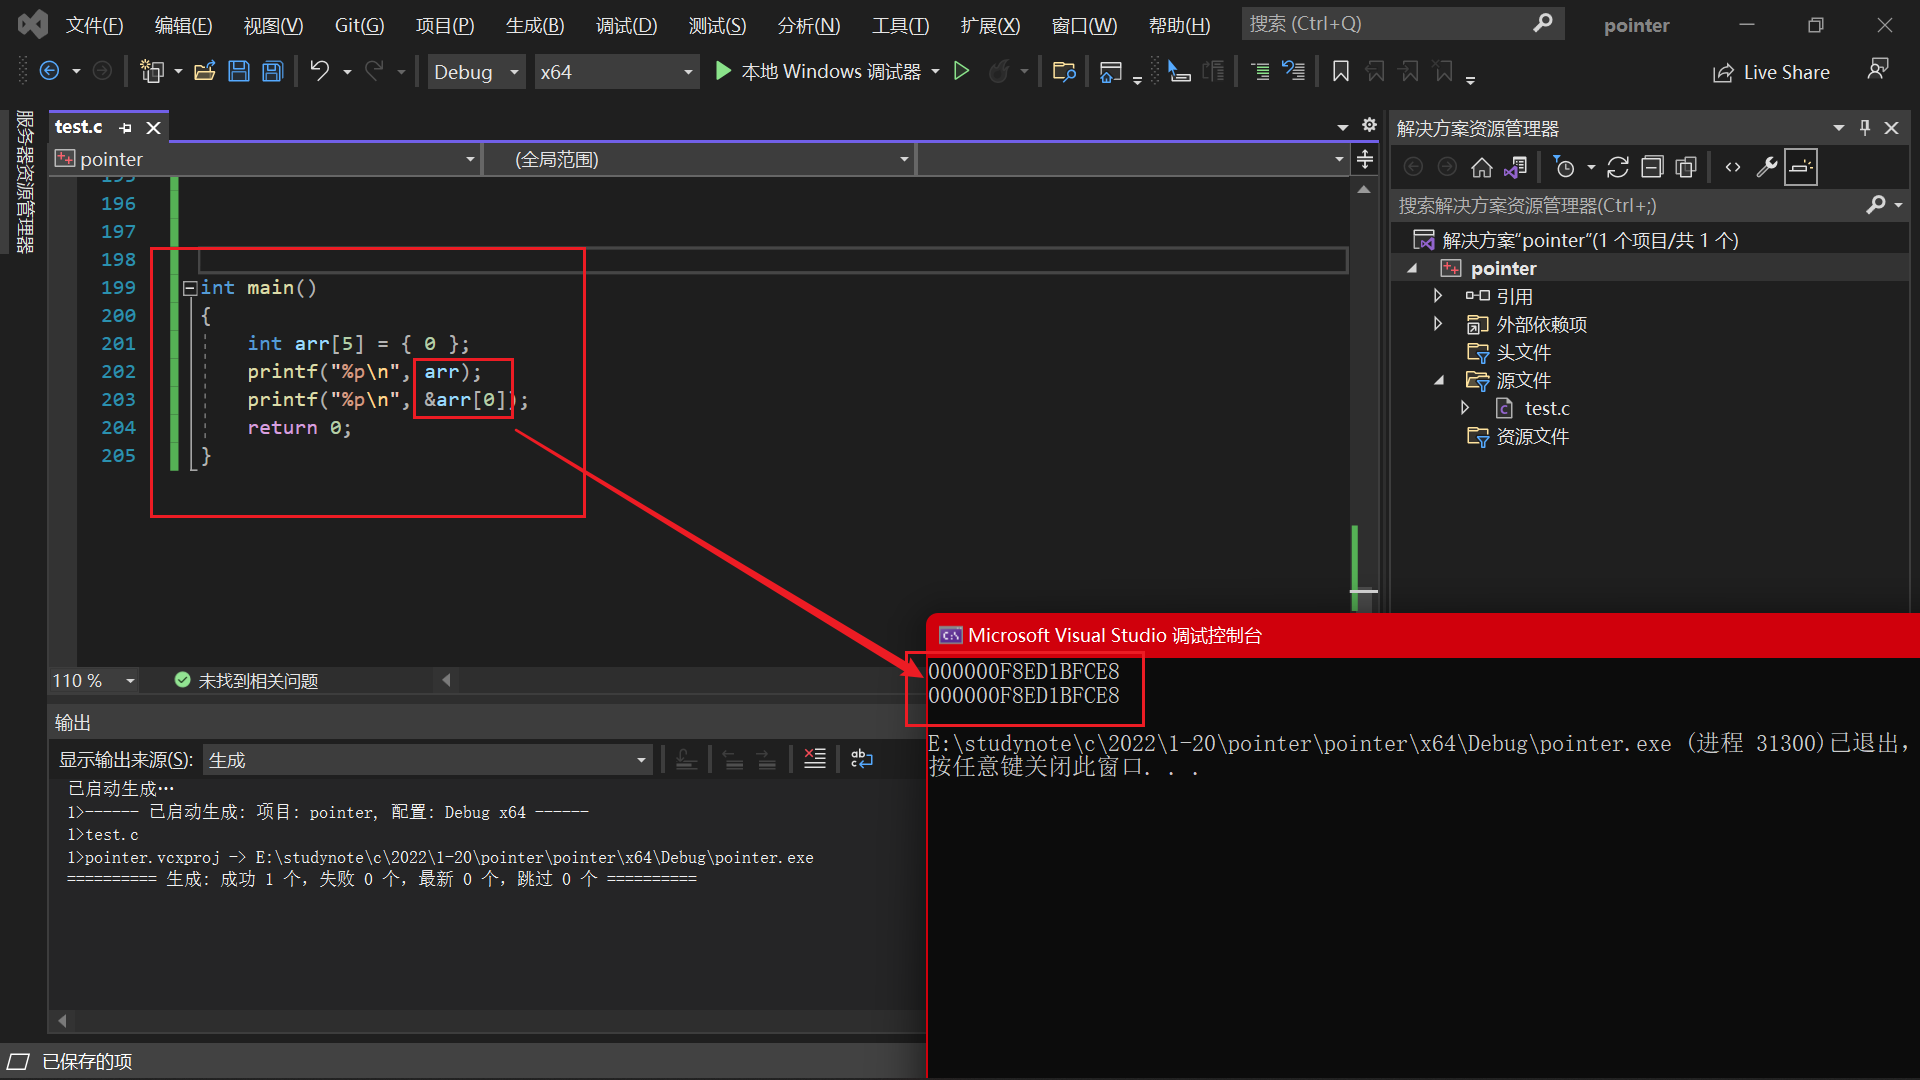 文件(F) 编辑(E) 视图(V) Git(G) 项目(P) 生成(B) 调试(D) 测试(S) 分析(N) 工具(T) 扩展(X) 窗口(W) 帮助(H) 搜索 (Ctrl+Q) pointer
Debug x64 本地 Windows 调试器 Live Share
服务器资源管理器
test.c
pointer (全局范围)
195
196
197
198
199 int main()
200 {
201 int arr[5] = { 0 };
202 printf("%p\n", arr);
203 printf("%p\n", &arr[0]);
204 return 0;
205 }
110 % 未找到相关问题
输出
显示输出来源(S): 生成
已启动生成…
1>------ 已启动生成: 项目: pointer, 配置: Debug x64 ------
1>test.c
1>pointer.vcxproj -> E:\studynote\c\2022\1-20\pointer\pointer\x64\Debug\pointer.exe
========== 生成: 成功 1 个，失败 0 个，最新 0 个，跳过 0 个 ==========
已保存的项
解决方案资源管理器
搜索解决方案资源管理器(Ctrl+;)
解决方案“pointer”(1 个项目/共 1 个)
pointer
引用
外部依赖项
头文件
源文件
test.c
资源文件
Microsoft Visual Studio 调试控制台
000000F8ED1BFCE8
000000F8ED1BFCE8
E:\studynote\c\2022\1-20\pointer\pointer\x64\Debug\pointer.exe (进程 31300)已退出，
按任意键关闭此窗口. . .